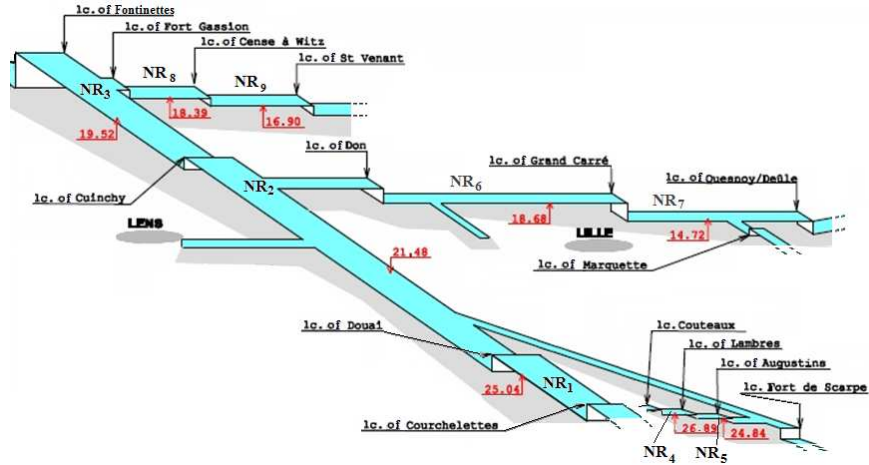 lc. of Fontinettes
lc. of Fort Gassion
lc. of Cense à Witz
lc. of St Venant
NR8
NR9
NR3
18.39
16.90
19.52
lc. of Don
lc. of Grand Carré
lc. of Quesnoy/Deûle
NR2
NR6
NR7
lc. of Cuinchy
18.68
14.72
LENS
LILLE
21.48
lc. of Marquette
lc. of Douai
lc. Couteaux
lc. of Lambres
lc. of Augustins
lc. Fort de Scarpe
25.04
NR1
lc. of Courchelettes
26.89
24.84
NR4
NR5